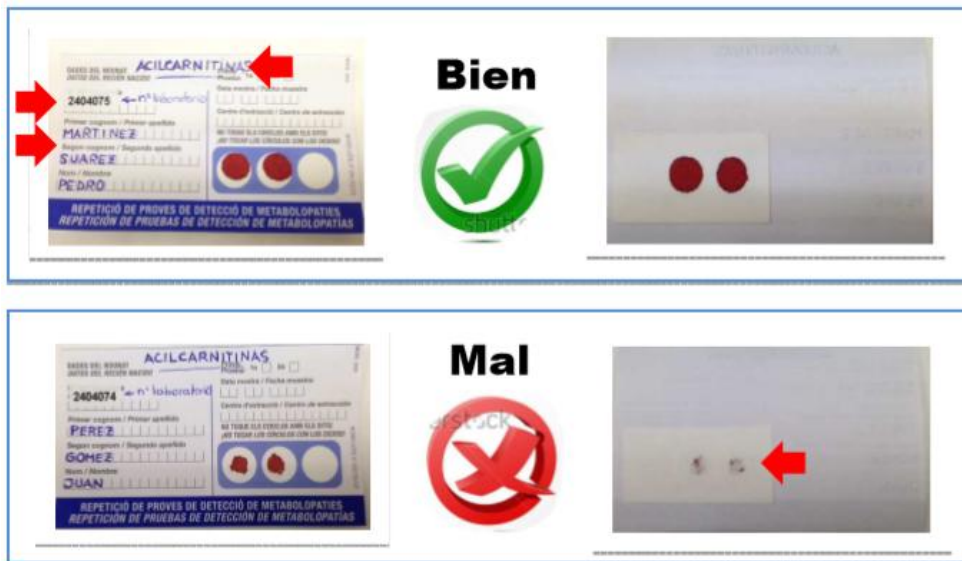 ACILCARNITINAS
DADES DEL NOUNAT
DATOS DEL RECIÉN NACIDO
Prueba 1a
2404075 ← nº laboratorio
Data mostra / Fecha muestra
Centre d'extracció / Centro de extracción
Primer cognom / Primer apellido
MARTINEZ
Segon cognom / Segundo apellido
SUAREZ
Nom / Nombre
PEDRO
NO TOQUE ELS CERCLES AMB ELS DITS!
¡NO TOCAR LOS CÍRCULOS CON LOS DEDOS!
REPETICIÓ DE PROVES DE DETECCIÓ DE METABOLOPATIES
REPETICIÓN DE PRUEBAS DE DETECCIÓN DE METABOLOPATÍAS
Bien
ACILCARNITINAS
DADES DEL NOUNAT
DATOS DEL RECIÉN NACIDO
2404074 ← nº laboratorio
Data mostra / Fecha muestra
Centre d'extracció / Centro de extracción
Primer cognom / Primer apellido
PEREZ
Segon cognom / Segundo apellido
GOMEZ
Nom / Nombre
JUAN
NO TOQUE ELS CERCLES AMB ELS DITS!
¡NO TOCAR LOS CÍRCULOS CON LOS DEDOS!
REPETICIÓ DE PROVES DE DETECCIÓ DE METABOLOPATIES
REPETICIÓN DE PRUEBAS DE DETECCIÓN DE METABOLOPATÍAS
Mal